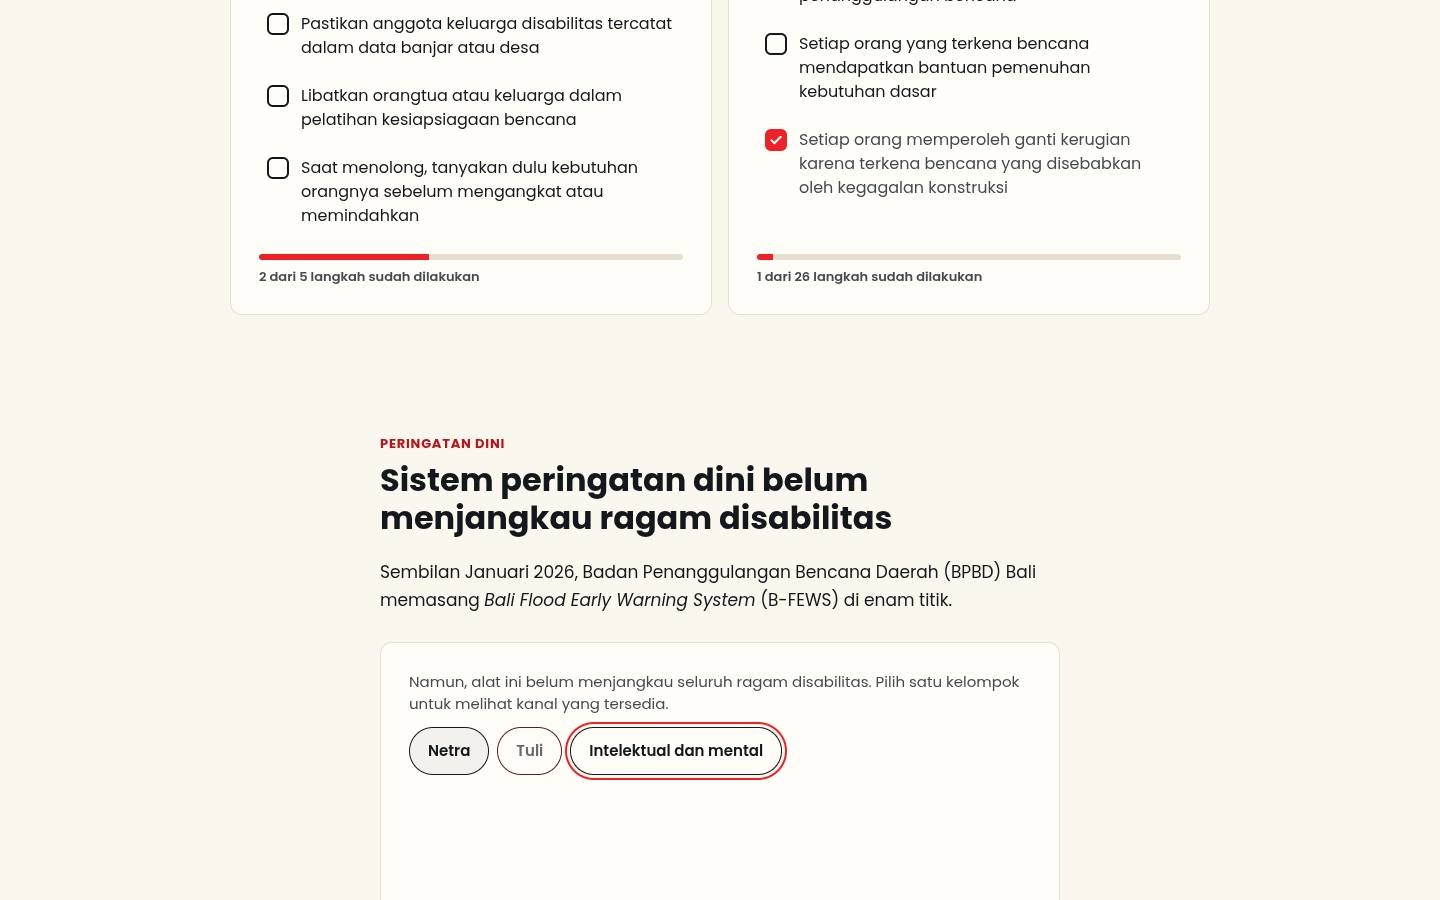 Pastikan anggota keluarga disabilitas tercatat
dalam data banjar atau desa
Libatkan orangtua atau keluarga dalam
pelatihan kesiapsiagaan bencana
Saat menolong, tanyakan dulu kebutuhan
orangnya sebelum mengangkat atau
memindahkan
2 dari 5 langkah sudah dilakukan
Setiap orang yang terkena bencana
mendapatkan bantuan pemenuhan
kebutuhan dasar
Setiap orang memperoleh ganti kerugian
karena terkena bencana yang disebabkan
oleh kegagalan konstruksi
1 dari 26 langkah sudah dilakukan
PERINGATAN DINI
Sistem peringatan dini belum
menjangkau ragam disabilitas
Sembilan Januari 2026, Badan Penanggulangan Bencana Daerah (BPBD) Bali
memasang Bali Flood Early Warning System (B-FEWS) di enam titik.
Namun, alat ini belum menjangkau seluruh ragam disabilitas. Pilih satu kelompok
untuk melihat kanal yang tersedia.
Netra
Tuli
Intelektual dan mental